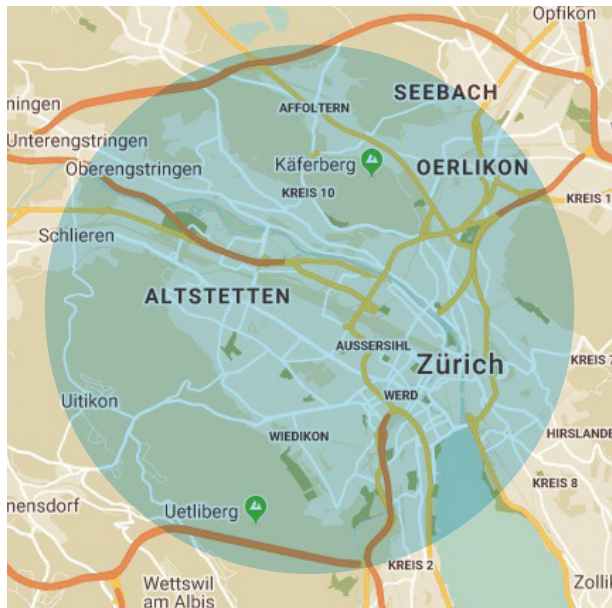 Opfikon
SEEBACH
ningen
AFFOLTERN
Unterengstringen
Käferberg
OERLIKON
Oberengstringen
KREIS 10
KREIS 1
Schlieren
ALTSTETTEN
AUSSERSIHL
Zürich
KREIS 7
Uitikon
WERD
WIEDIKON
HIRSLANDE
KREIS 8
nensdorf
Uetliberg
KREIS 2
Wettswil
am Albis
Zolli